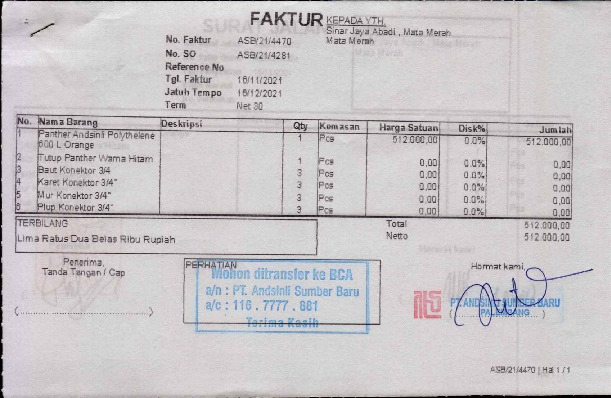 FAKTUR
KEPADA YTH,
Sinar Jaya Abadi , Mata Merah
Mata Merah
No. Faktur ASB/21/4470
No. SO ASB/21/4281
Reference No
Tgl. Faktur 16/11/2021
Jatuh Tempo 16/12/2021
Term Net 30
No. Nama Barang Deskripsi Qty Kemasan Harga Satuan Disk% Jumlah
1 Panther Andsinli Polythelene 1 Pcs 512.000,00 0.0% 512.000,00
600 L Orange
2 Tutup Panther Warna Hitam 1 Pcs 0,00 0.0% 0,00
3 Baut Konektor 3/4 3 Pcs 0,00 0.0% 0,00
4 Karet Konektor 3/4" 3 Pcs 0,00 0.0% 0,00
5 Mur Konektor 3/4" 3 Pcs 0,00 0.0% 0,00
6 Plup Konektor 3/4" 3 Pcs 0,00 0.0% 0,00
TERBILANG
Lima Ratus Dua Belas Ribu Rupiah
Total 512.000,00
Netto 512.000,00
Penerima,
Tanda Tangan / Cap
PERHATIAN
Mohon ditransfer ke BCA
a/n : PT. Andsinli Sumber Baru
a/c : 116 . 7777 . 661
Terima Kasih
Hormat kami
PT. ANDSINLI SUMBER BARU
PALEMBANG
ASB/21/4470 | Hal 1 / 1